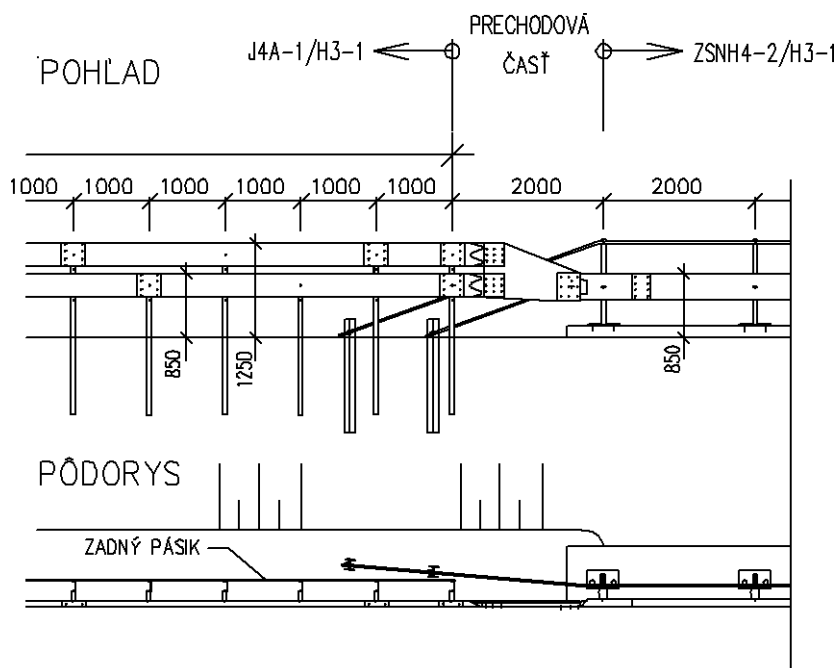 PRECHODOVÁ
ČASŤ
J4A-1/H3-1
ZSNH4-2/H3-1
POHĽAD
1000 1000 1000 1000 1000 1000 2000 2000
850
1250
850
PÔDORYS
ZADNÝ PÁSIK